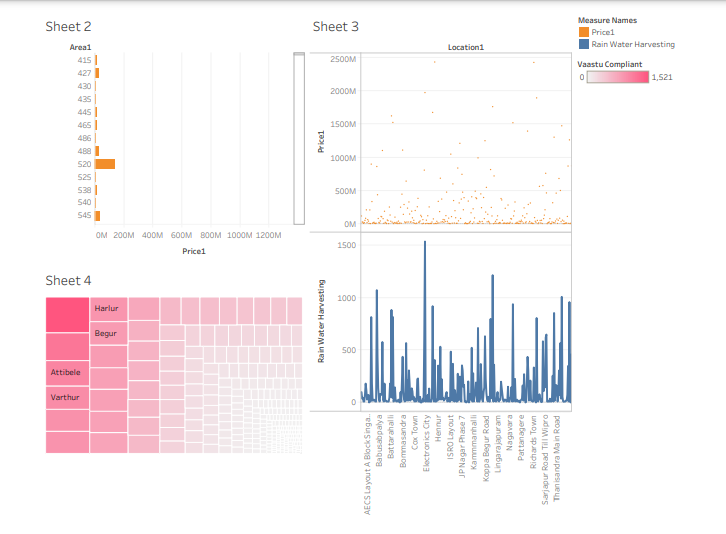 Sheet 2
Area1
415
427
430
435
445
465
486
488
520
525
538
540
545
0M 200M 400M 600M 800M 1000M 1200M
Price1
Sheet 3
Location1
Price1
2500M
2000M
1500M
1000M
500M
0M
Rain Water Harvesting
1500
1000
500
0
AECS Layout A Block Singa..
Babusabpalya
Battarahalli
Bommasandra
Cox Town
Electronics City
Hennur
ISRO Layout
JP Nagar Phase 7
Kammmanhalli
Koppa Begur Road
Lingarajapuram
Nagavara
Pattanagere
Richards Town
Sarjapur Road Till Wipro
Thanisandra Main Road
Measure Names
Price1
Rain Water Harvesting
Vaastu Compliant
0 1,521
Sheet 4
Harlur
Begur
Attibele
Varthur